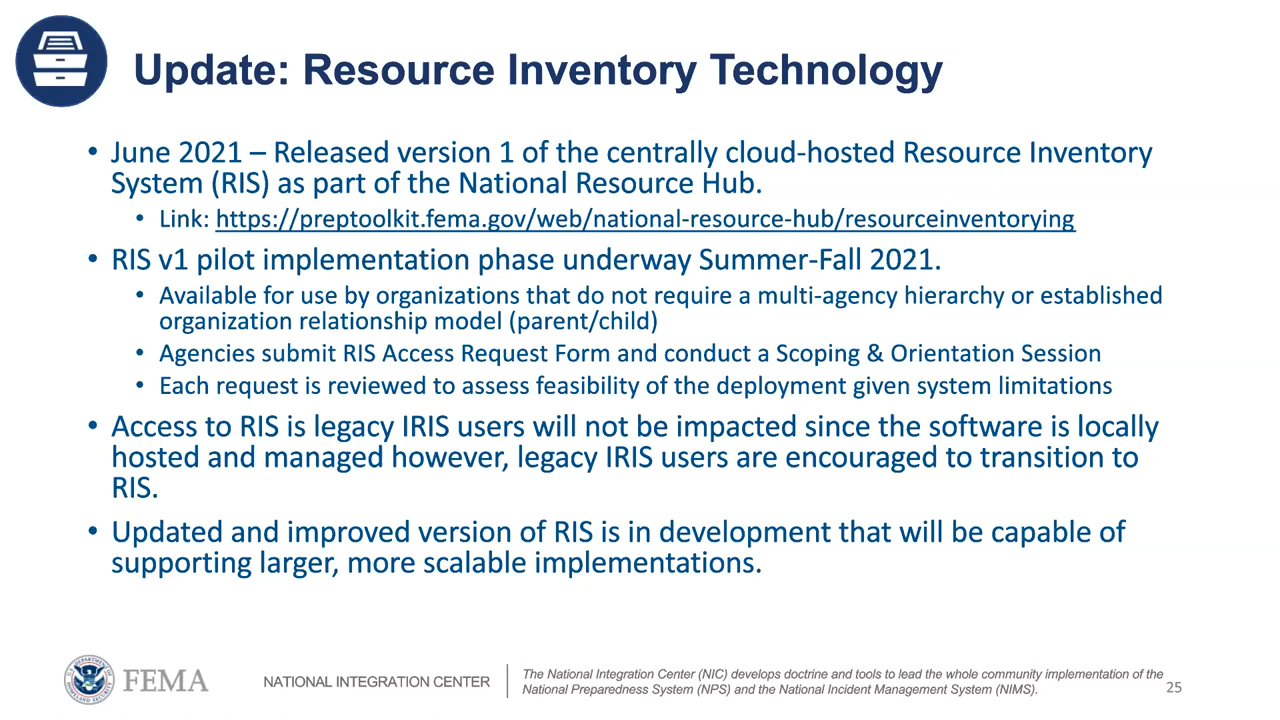 Update: Resource Inventory Technology
• June 2021 – Released version 1 of the centrally cloud-hosted Resource Inventory
System (RIS) as part of the National Resource Hub.
• Link: https://preptoolkit.fema.gov/web/national-resource-hub/resourceinventorying
• RIS v1 pilot implementation phase underway Summer-Fall 2021.
• Available for use by organizations that do not require a multi-agency hierarchy or established
organization relationship model (parent/child)
• Agencies submit RIS Access Request Form and conduct a Scoping & Orientation Session
• Each request is reviewed to assess feasibility of the deployment given system limitations
• Access to RIS is legacy IRIS users will not be impacted since the software is locally
hosted and managed however, legacy IRIS users are encouraged to transition to
RIS.
• Updated and improved version of RIS is in development that will be capable of
supporting larger, more scalable implementations.
FEMA
NATIONAL INTEGRATION CENTER
The National Integration Center (NIC) develops doctrine and tools to lead the whole community implementation of the
National Preparedness System (NPS) and the National Incident Management System (NIMS).
25